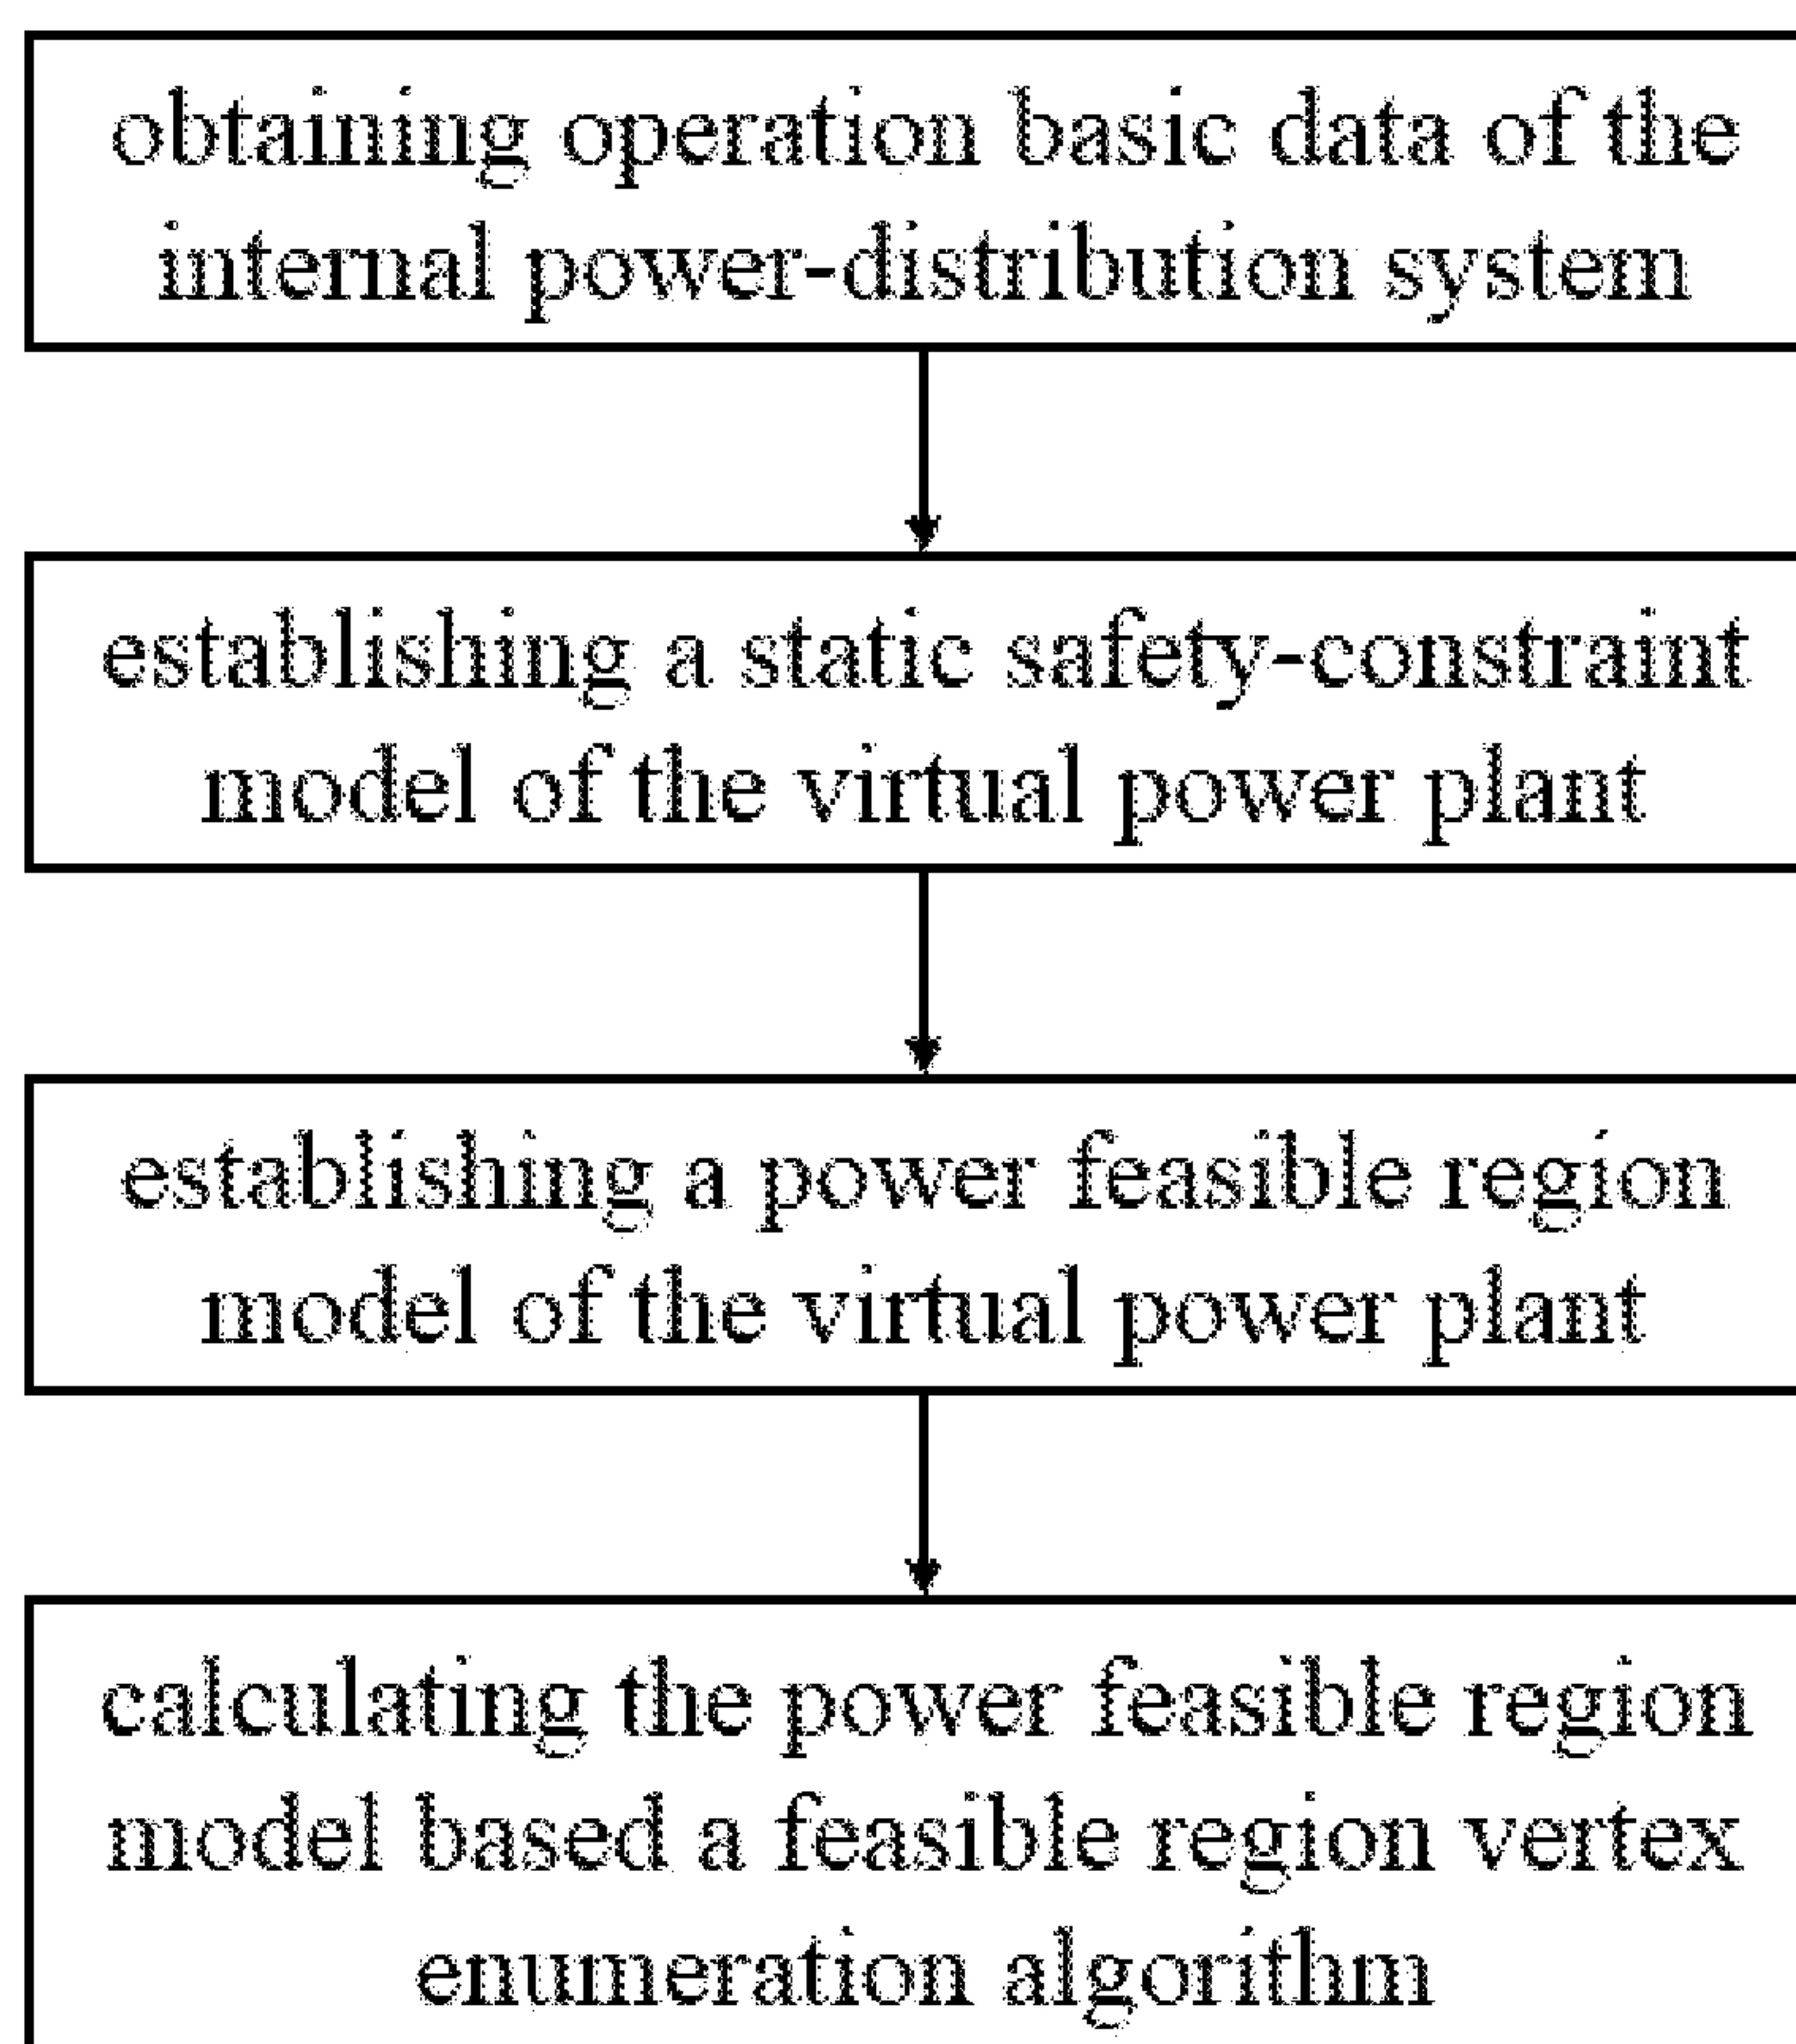 obtaining operation basic data of the
internal power-distribution system
establishing a static safety-constraint
model of the virtual power plant
establishing a power feasible region
model of the virtual power plant
calculating the power feasible region
model based a feasible region vertex
enumeration algorithm